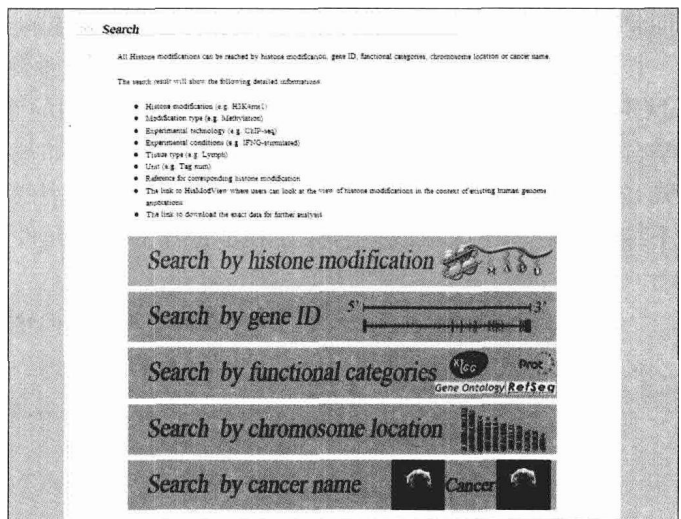 Search
All Histone modifications can be reached by histone modification, gene ID, functional categories, chromosome location or cancer name.
The search result will show the following detailed informations
● Histone modification (e.g. H3K4me1)
● Modification type (e.g. Methylation)
● Experimental technology (e.g. ChIP-seq)
● Experimental conditions (e.g. IFNG-stimulated)
● Tissue type (e.g. Lymph)
● Unit (e.g. Tag num)
● Reference for corresponding histone modification
● The link to HisModView where users can look at the view of histone modifications in the context of existing human genome
annotations
● The link to download the exact data for further analysis
Search by histone modification
M A P U
Search by gene ID 5' 3'
Search by functional categories KEGG
Gene Ontology RefSeq
Search by chromosome location
Search by cancer name Cancer